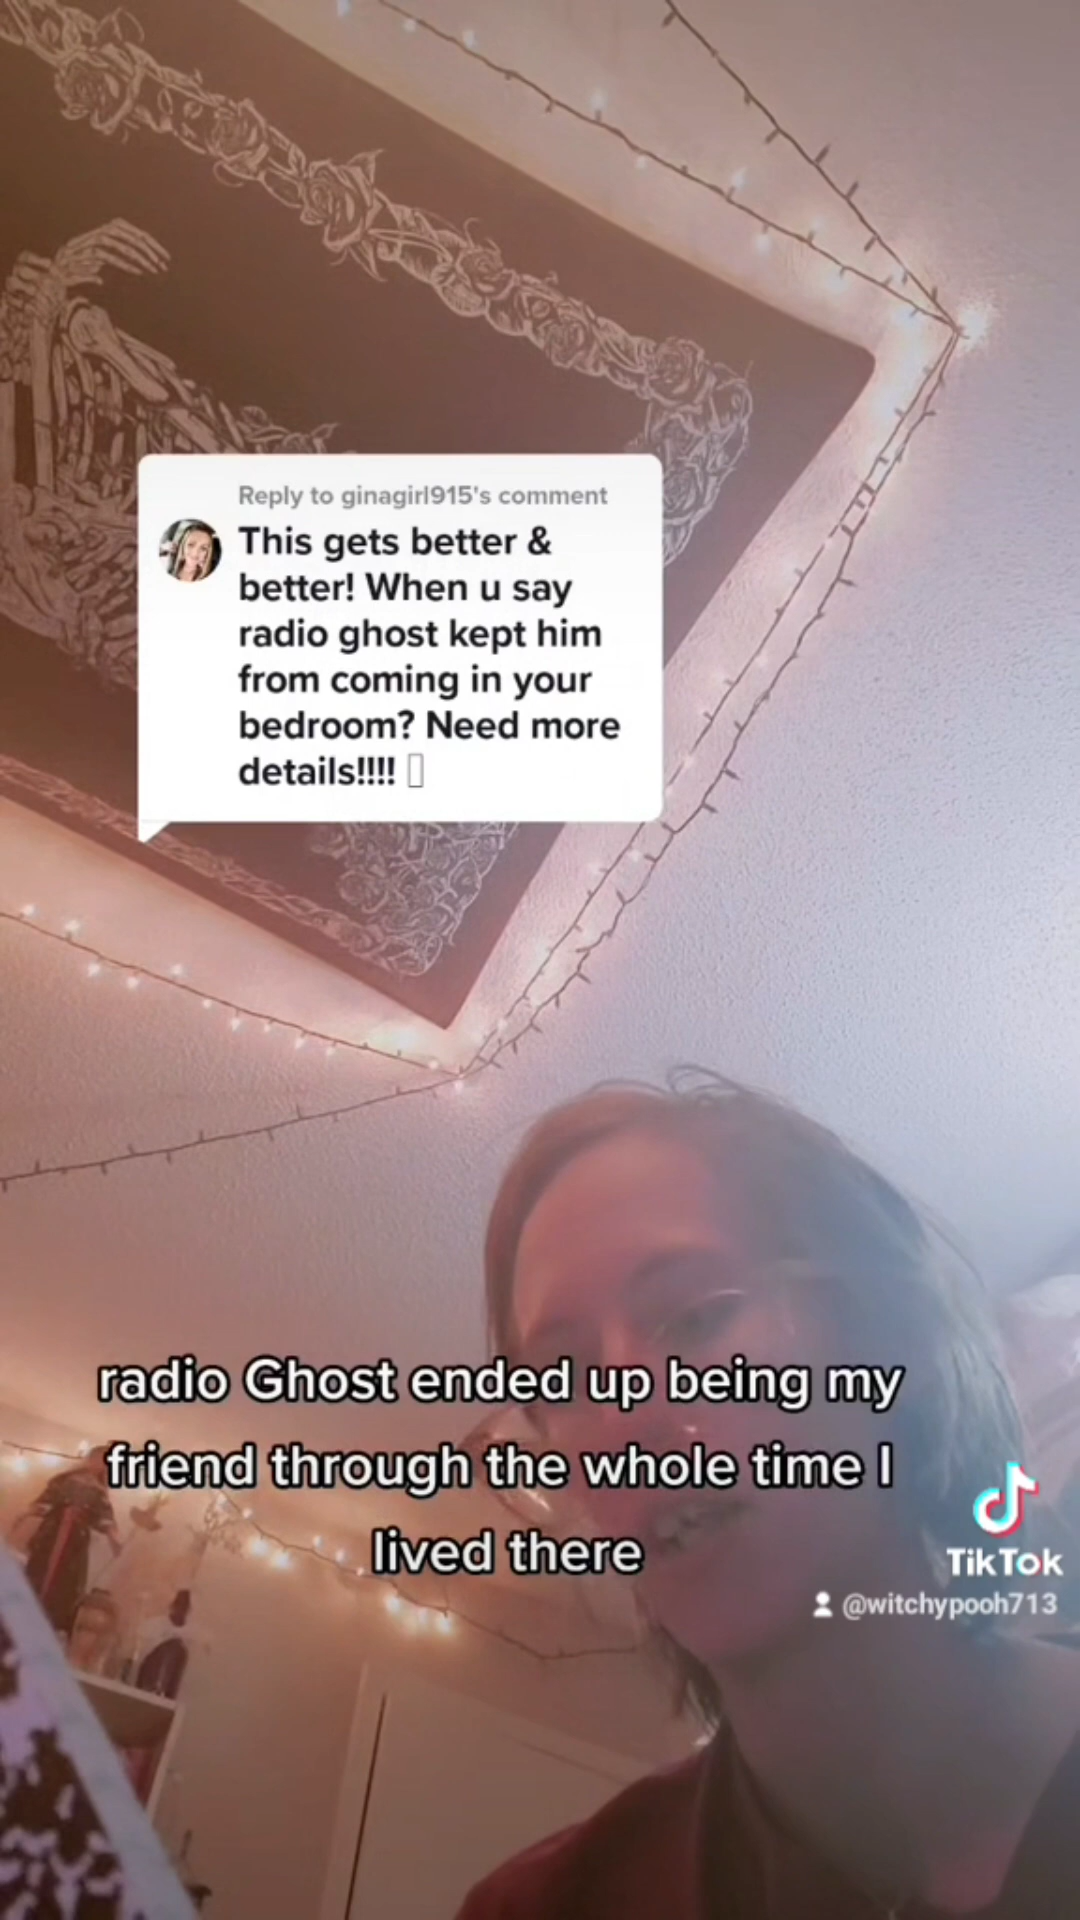 Reply to ginagirl915's comment
This gets better &
better! When u say
radio ghost kept him
from coming in your
bedroom? Need more
details!!!!
radio Ghost ended up being my
friend through the whole time I
lived there
TikTok
@witchypooh713